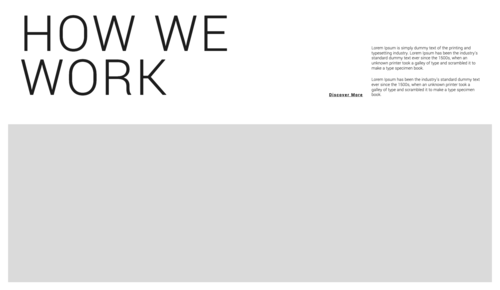 HOW WE
WORK
Lorem Ipsum is simply dummy text of the printing and
typesetting industry. Lorem Ipsum has been the industry's
standard dummy text ever since the 1500s, when an
unknown printer took a galley of type and scrambled it to
make a type specimen book.
Lorem Ipsum has been the industry's standard dummy text
ever since the 1500s, when an unknown printer took a
galley of type and scrambled it to make a type specimen
book.
Discover More